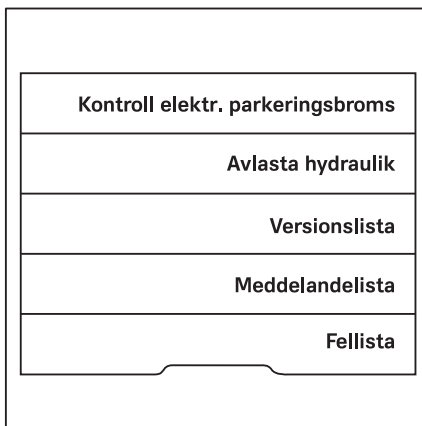 Kontroll elektr. parkeringsbroms
Avlasta hydraulik
Versionslista
Meddelandelista
Fellista